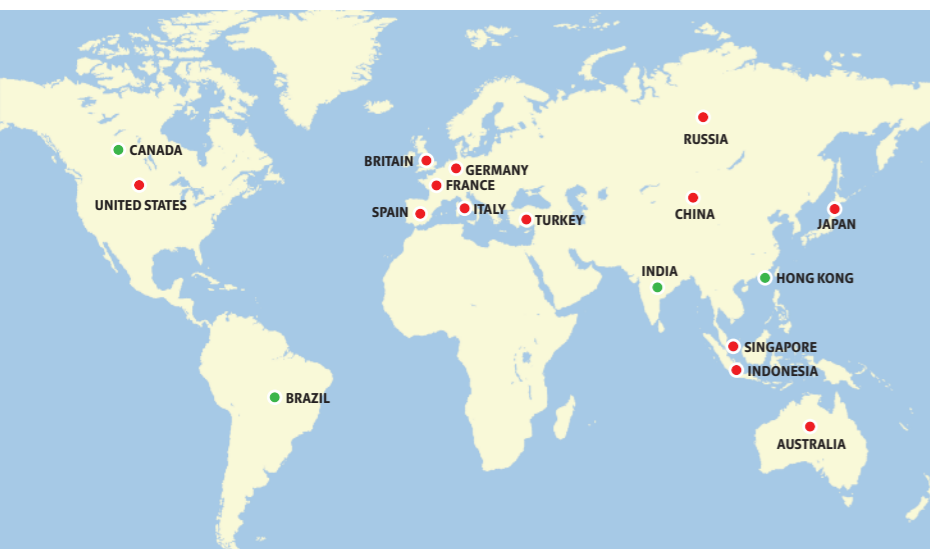 CANADA
UNITED STATES
BRITAIN
GERMANY
FRANCE
SPAIN
ITALY
TURKEY
RUSSIA
CHINA
JAPAN
INDIA
HONG KONG
SINGAPORE
INDONESIA
BRAZIL
AUSTRALIA